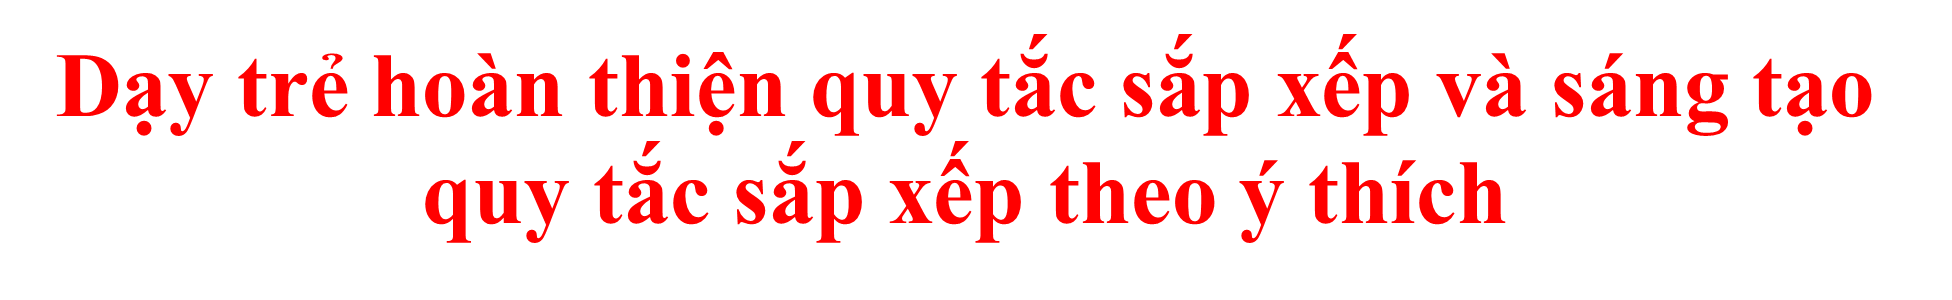 Dạy trẻ hoàn thiện quy tắc sắp xếp và sáng tạo
quy tắc sắp xếp theo ý thích